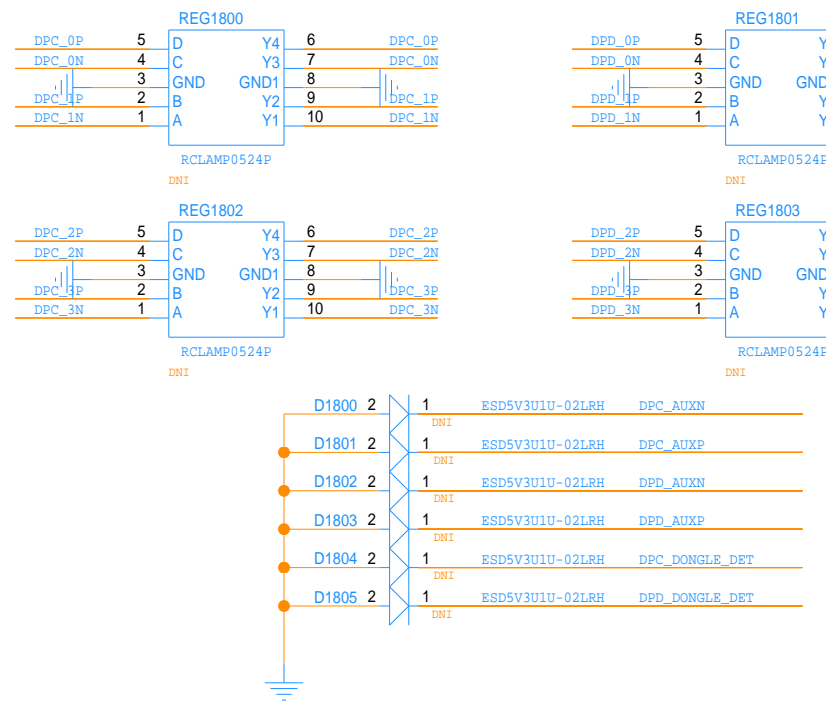 REG1800 REG1801
DPC_0P 5 D Y4 6 DPC_0P DPD_0P 5 D Y
DPC_0N 4 C Y3 7 DPC_0N DPD_0N 4 C Y
3 GND GND1 8 3 GND GND
DPC_1P 2 B Y2 9 DPC_1P DPD_1P 2 B Y
DPC_1N 1 A Y1 10 DPC_1N DPD_1N 1 A Y
RCLAMP0524P RCLAMP0524P
DNI DNI
REG1802 REG1803
DPC_2P 5 D Y4 6 DPC_2P DPD_2P 5 D Y
DPC_2N 4 C Y3 7 DPC_2N DPD_2N 4 C Y
3 GND GND1 8 3 GND GND
DPC_3P 2 B Y2 9 DPC_3P DPD_3P 2 B Y
DPC_3N 1 A Y1 10 DPC_3N DPD_3N 1 A Y
RCLAMP0524P RCLAMP0524P
DNI DNI
D1800 2 1 ESD5V3U1U-02LRH DPC_AUXN
DNI
D1801 2 1 ESD5V3U1U-02LRH DPC_AUXP
DNI
D1802 2 1 ESD5V3U1U-02LRH DPD_AUXN
DNI
D1803 2 1 ESD5V3U1U-02LRH DPD_AUXP
DNI
D1804 2 1 ESD5V3U1U-02LRH DPC_DONGLE_DET
DNI
D1805 2 1 ESD5V3U1U-02LRH DPD_DONGLE_DET
DNI